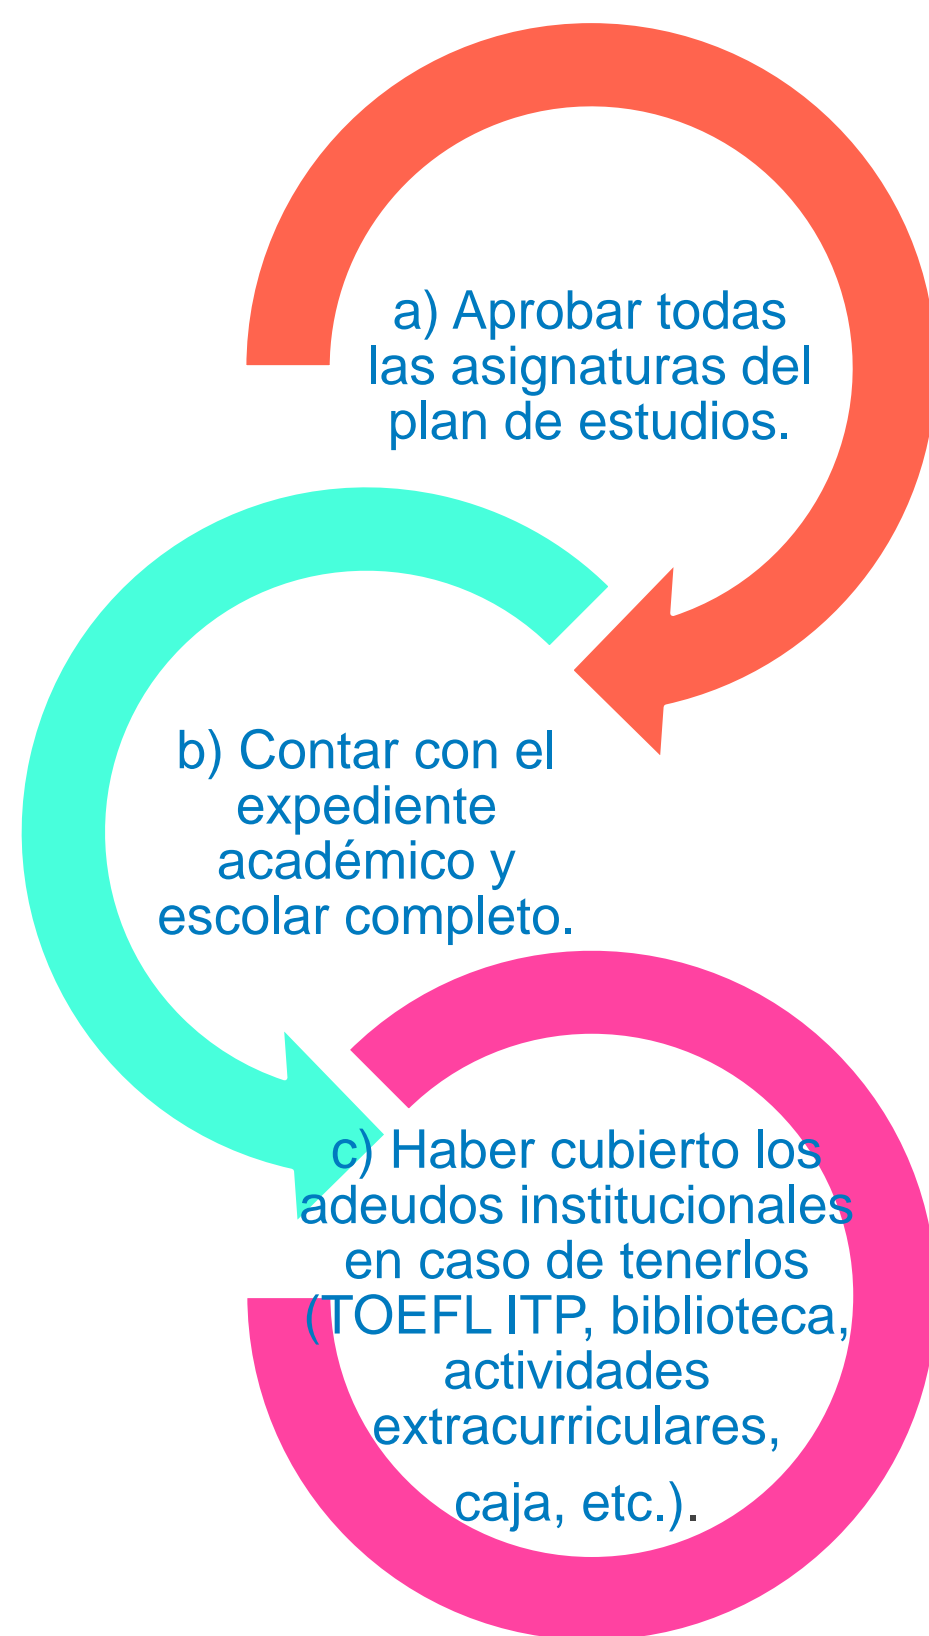 a) Aprobar todas
las asignaturas del
plan de estudios.
b) Contar con el
expediente
académico y
escolar completo.
c) Haber cubierto los
adeudos institucionales
en caso de tenerlos
(TOEFL ITP, biblioteca,
actividades
extracurriculares,
caja, etc.).